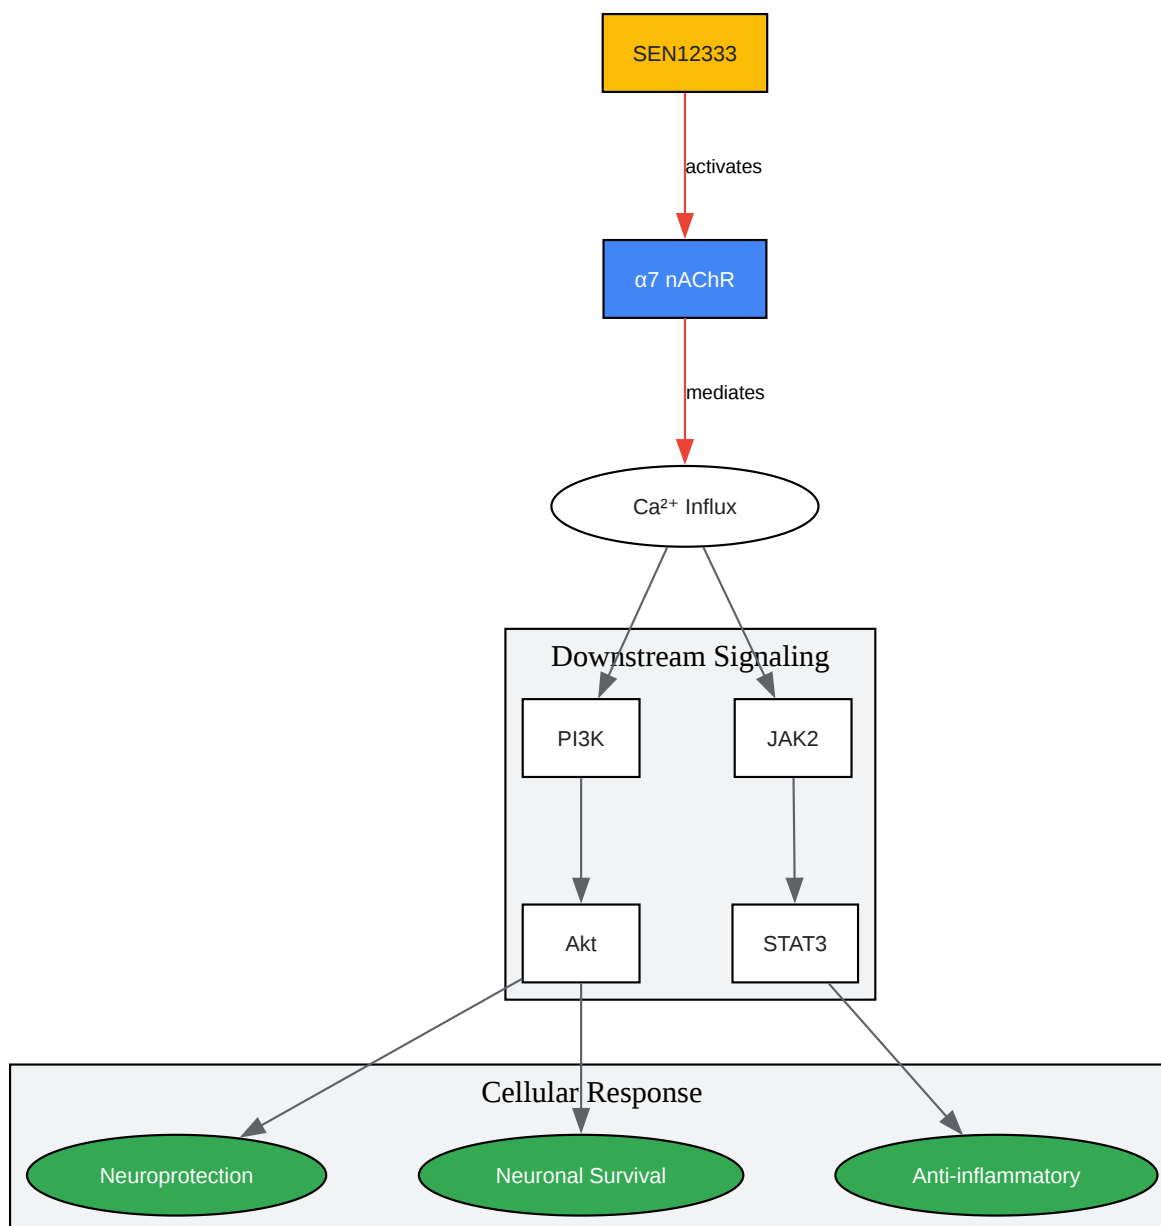 SEN12333
activates
α7 nAChR
mediates
Ca²⁺ Influx
Downstream Signaling
PI3K
JAK2
Akt
STAT3
Cellular Response
Neuroprotection
Neuronal Survival
Anti-inflammatory